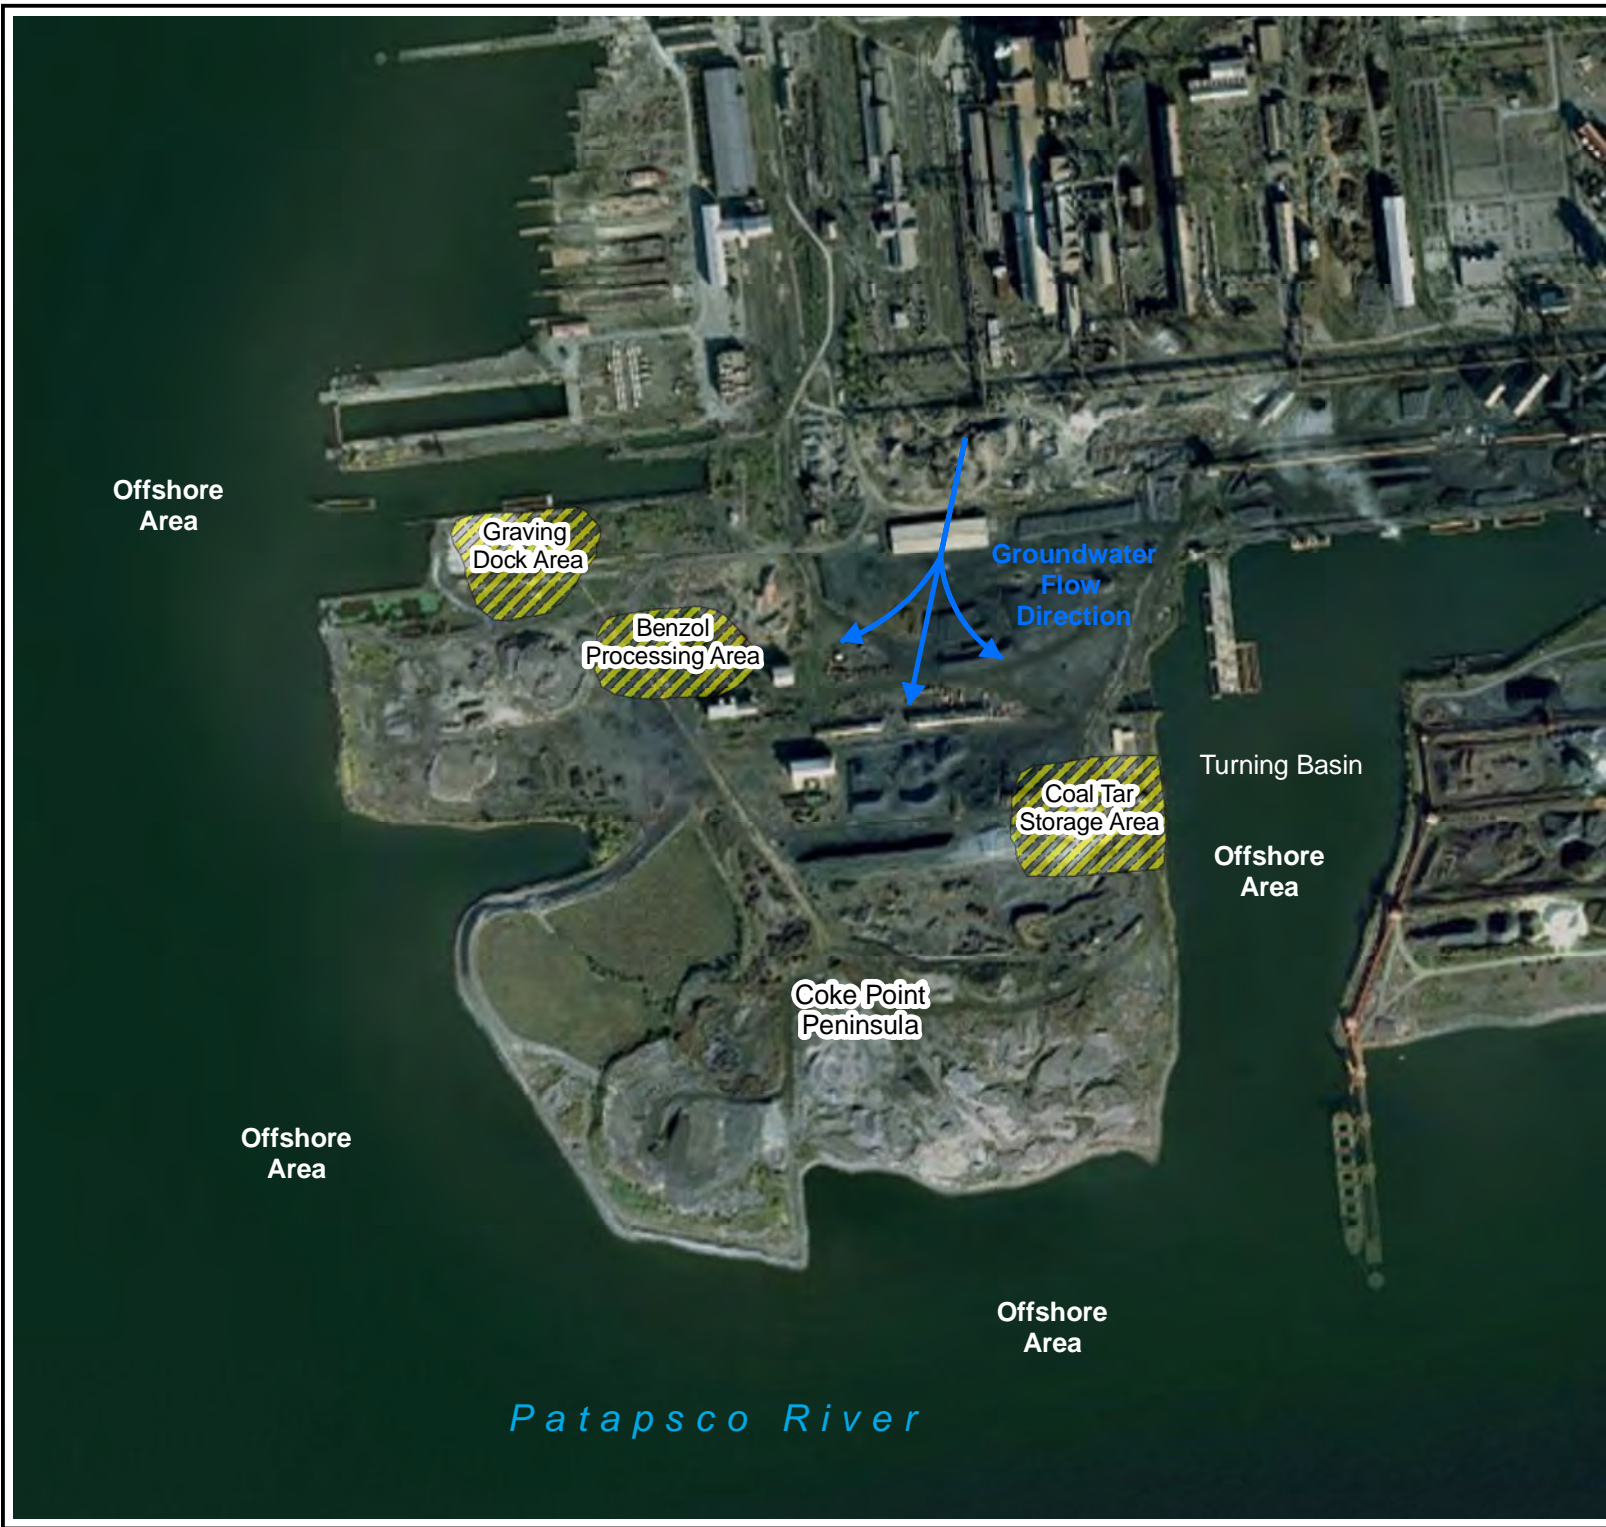 Offshore
Area
Graving
Dock Area
Groundwater
Flow
Direction
Benzol
Processing Area
Turning Basin
Coal Tar
Storage Area
Offshore
Area
Coke Point
Peninsula
Offshore
Area
Offshore
Area
Patapsco River